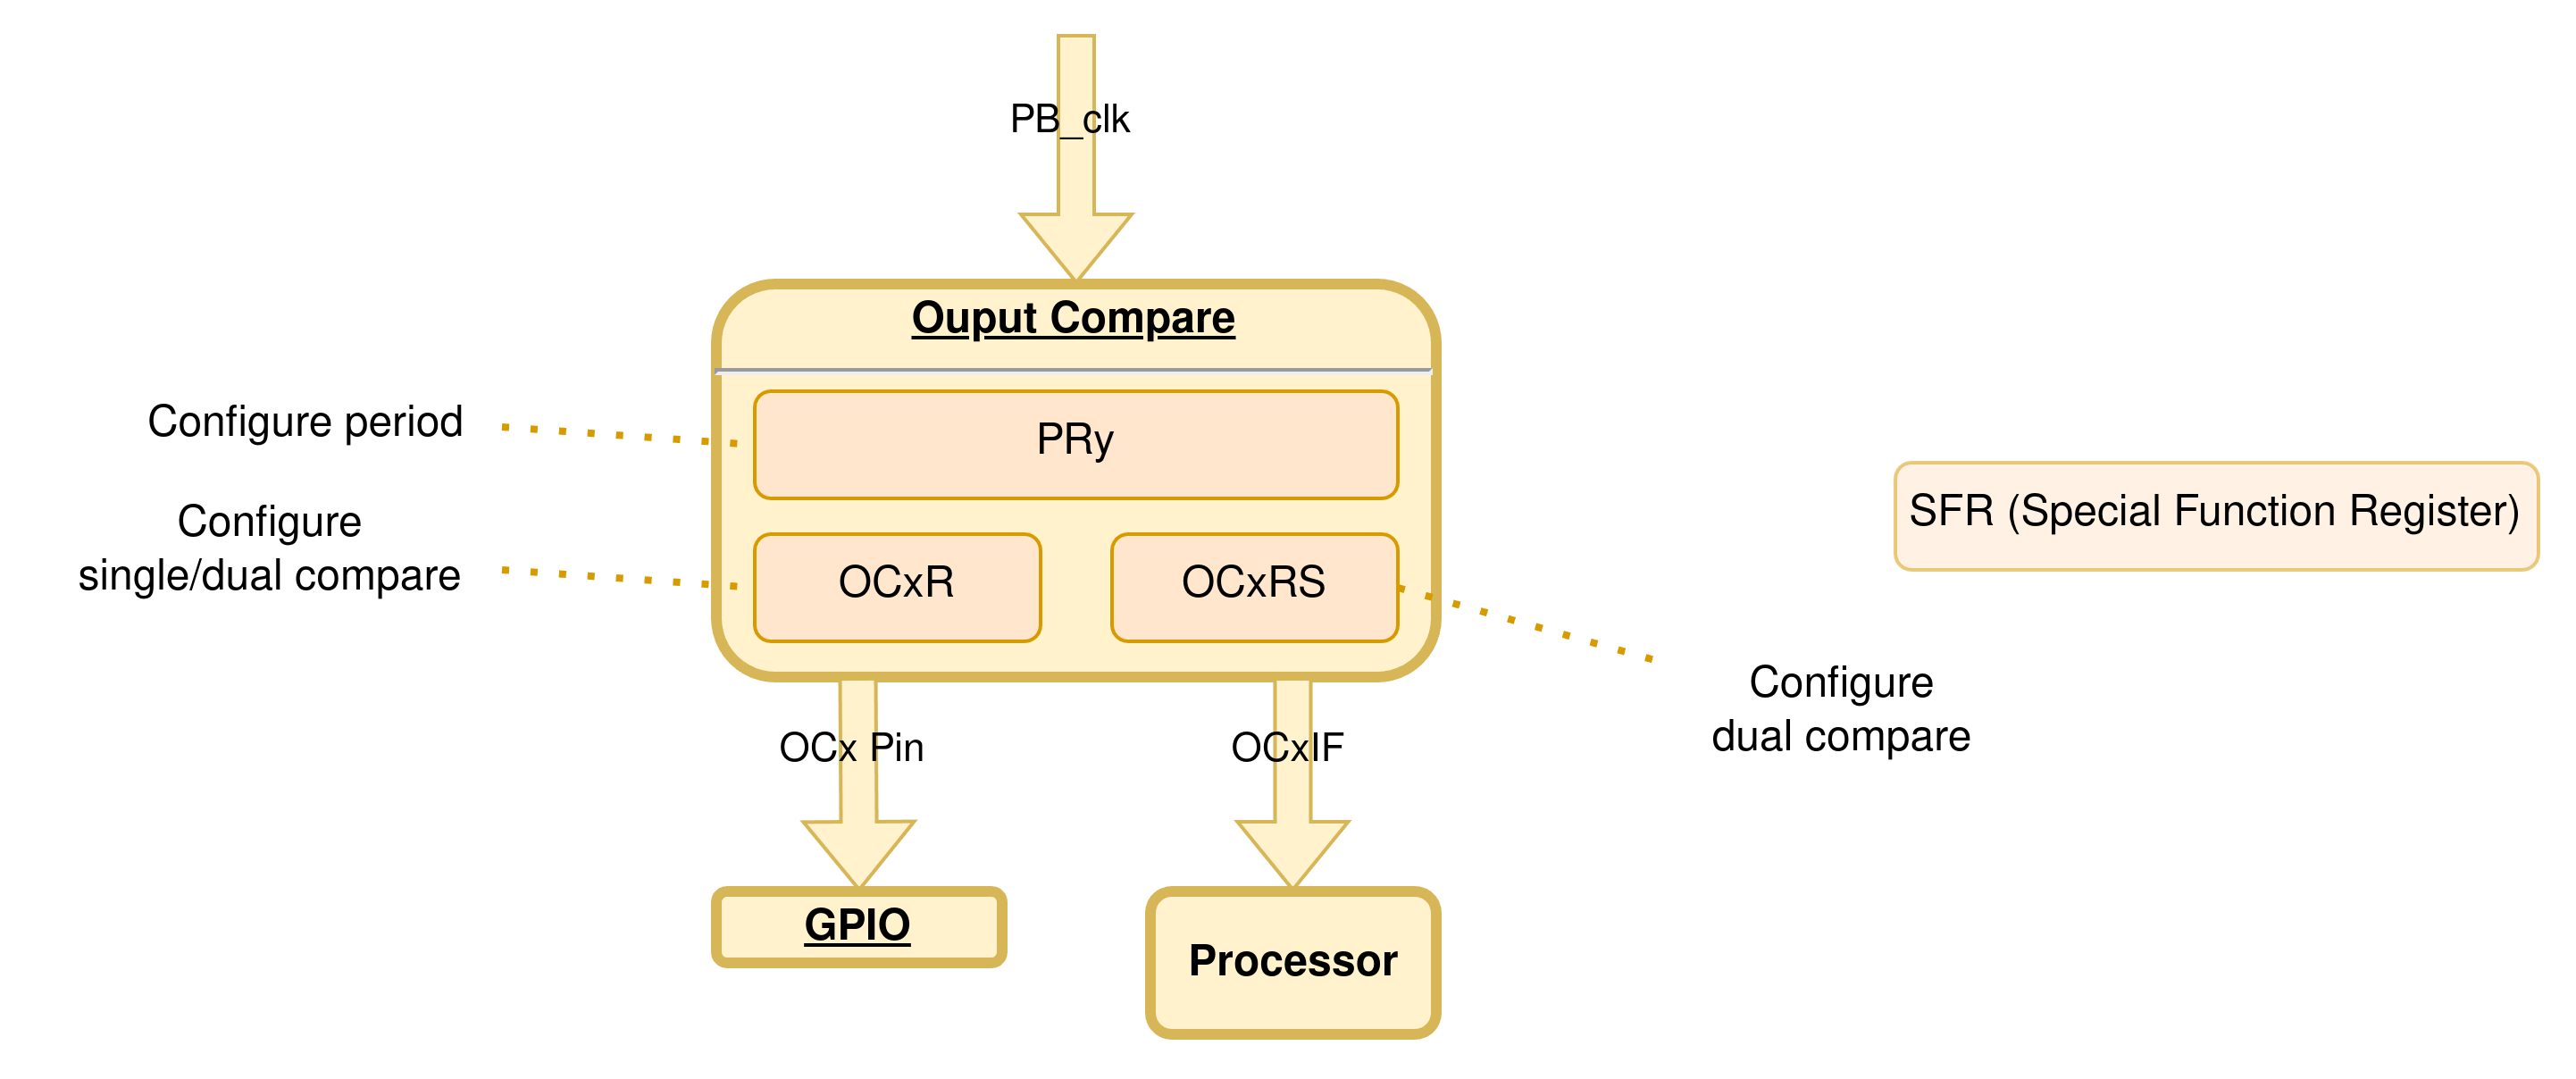 PB_clk
Ouput Compare
Configure period
PRy
Configure
single/dual compare
OCxR
OCxRS
SFR (Special Function Register)
Configure
dual compare
OCx Pin
OCxIF
GPIO
Processor